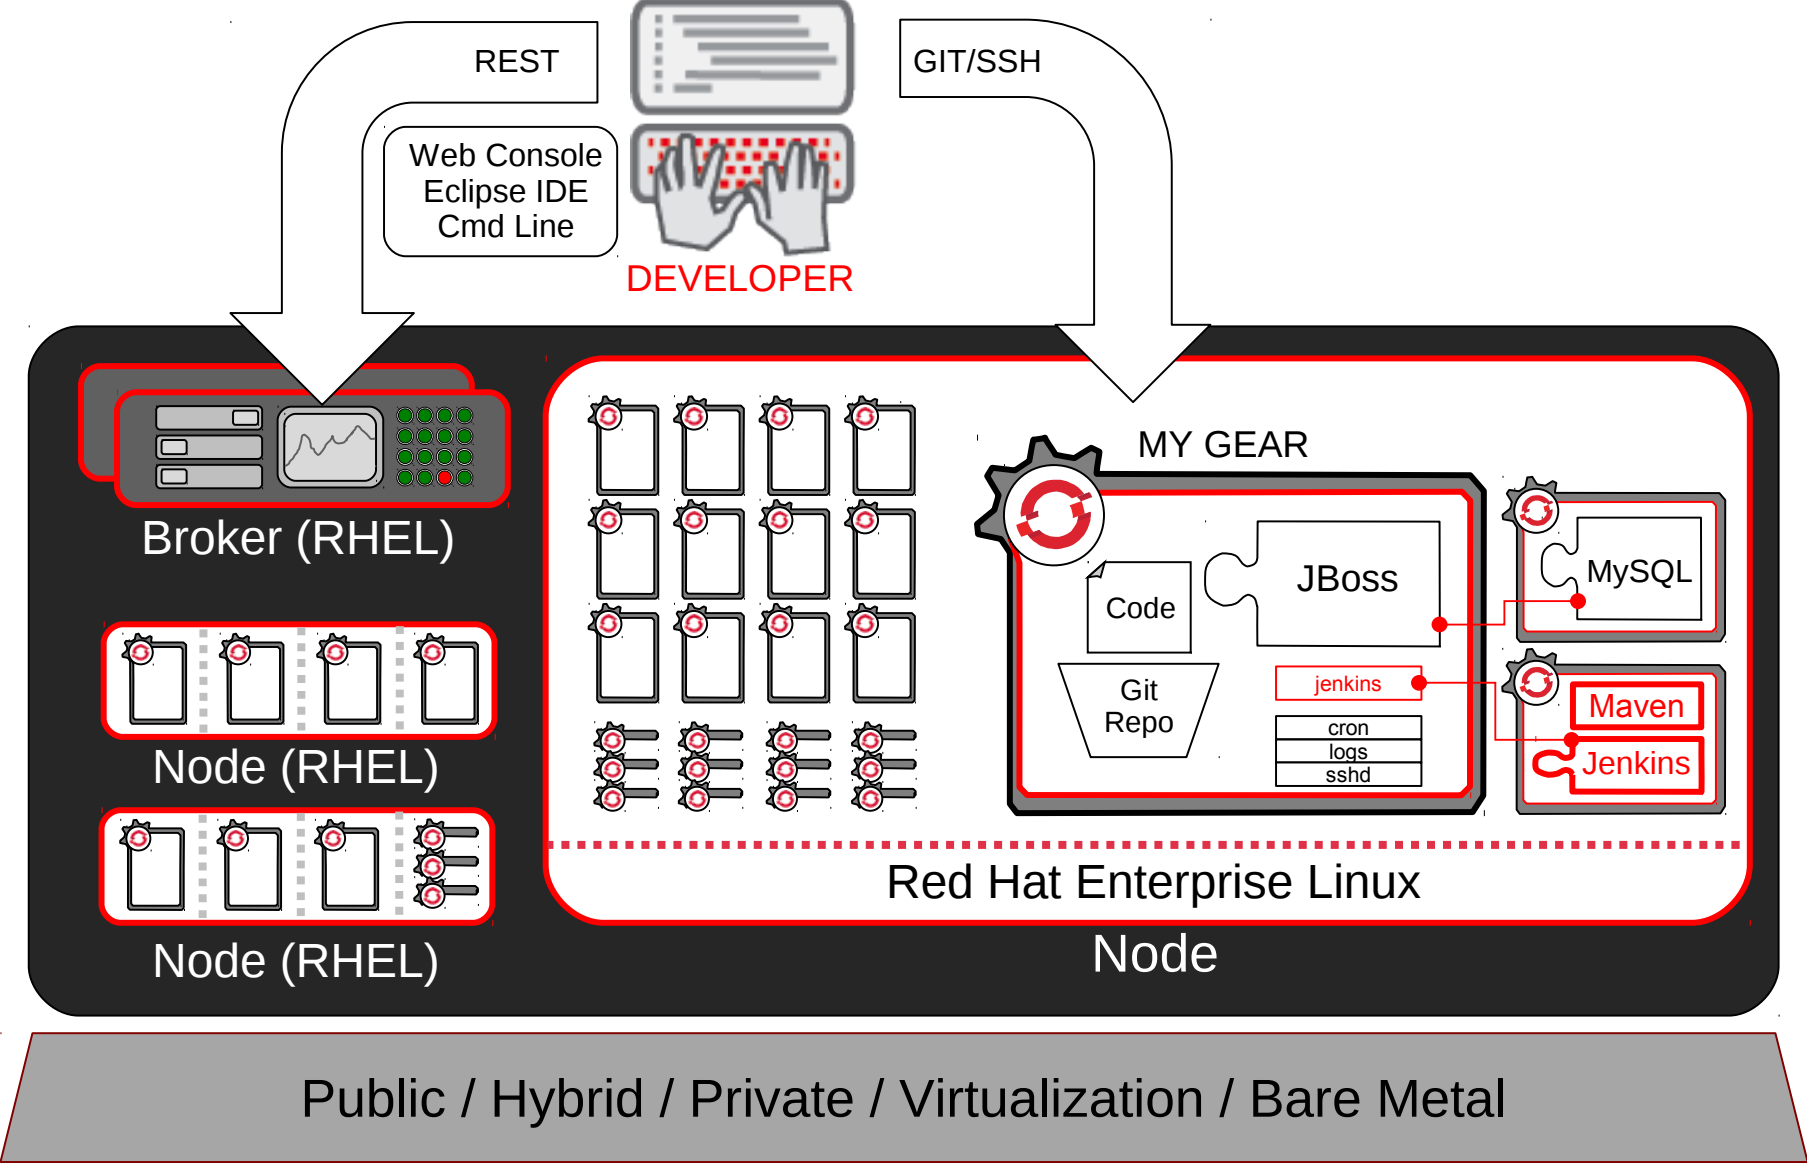 REST
GIT/SSH
Web Console
Eclipse IDE
Cmd Line
DEVELOPER
Broker (RHEL)
Node (RHEL)
Node (RHEL)
MY GEAR
Code
JBoss
Git
Repo
jenkins
cron
logs
sshd
MySQL
Maven
Jenkins
Red Hat Enterprise Linux
Node
Public / Hybrid / Private / Virtualization / Bare Metal